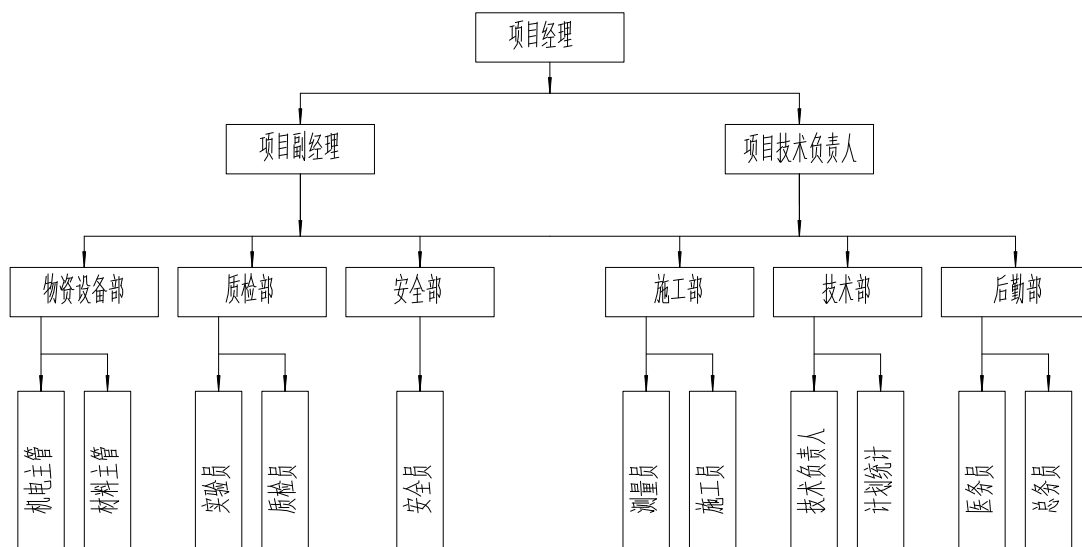 项目经理
项目副经理
项目技术负责人
物资设备部
质检部
安全部
施工部
技术部
后勤部
机电主管
材料主管
实验员
质检员
安全员
测量员
施工员
技术负责人
计划统计
医务员
总务员